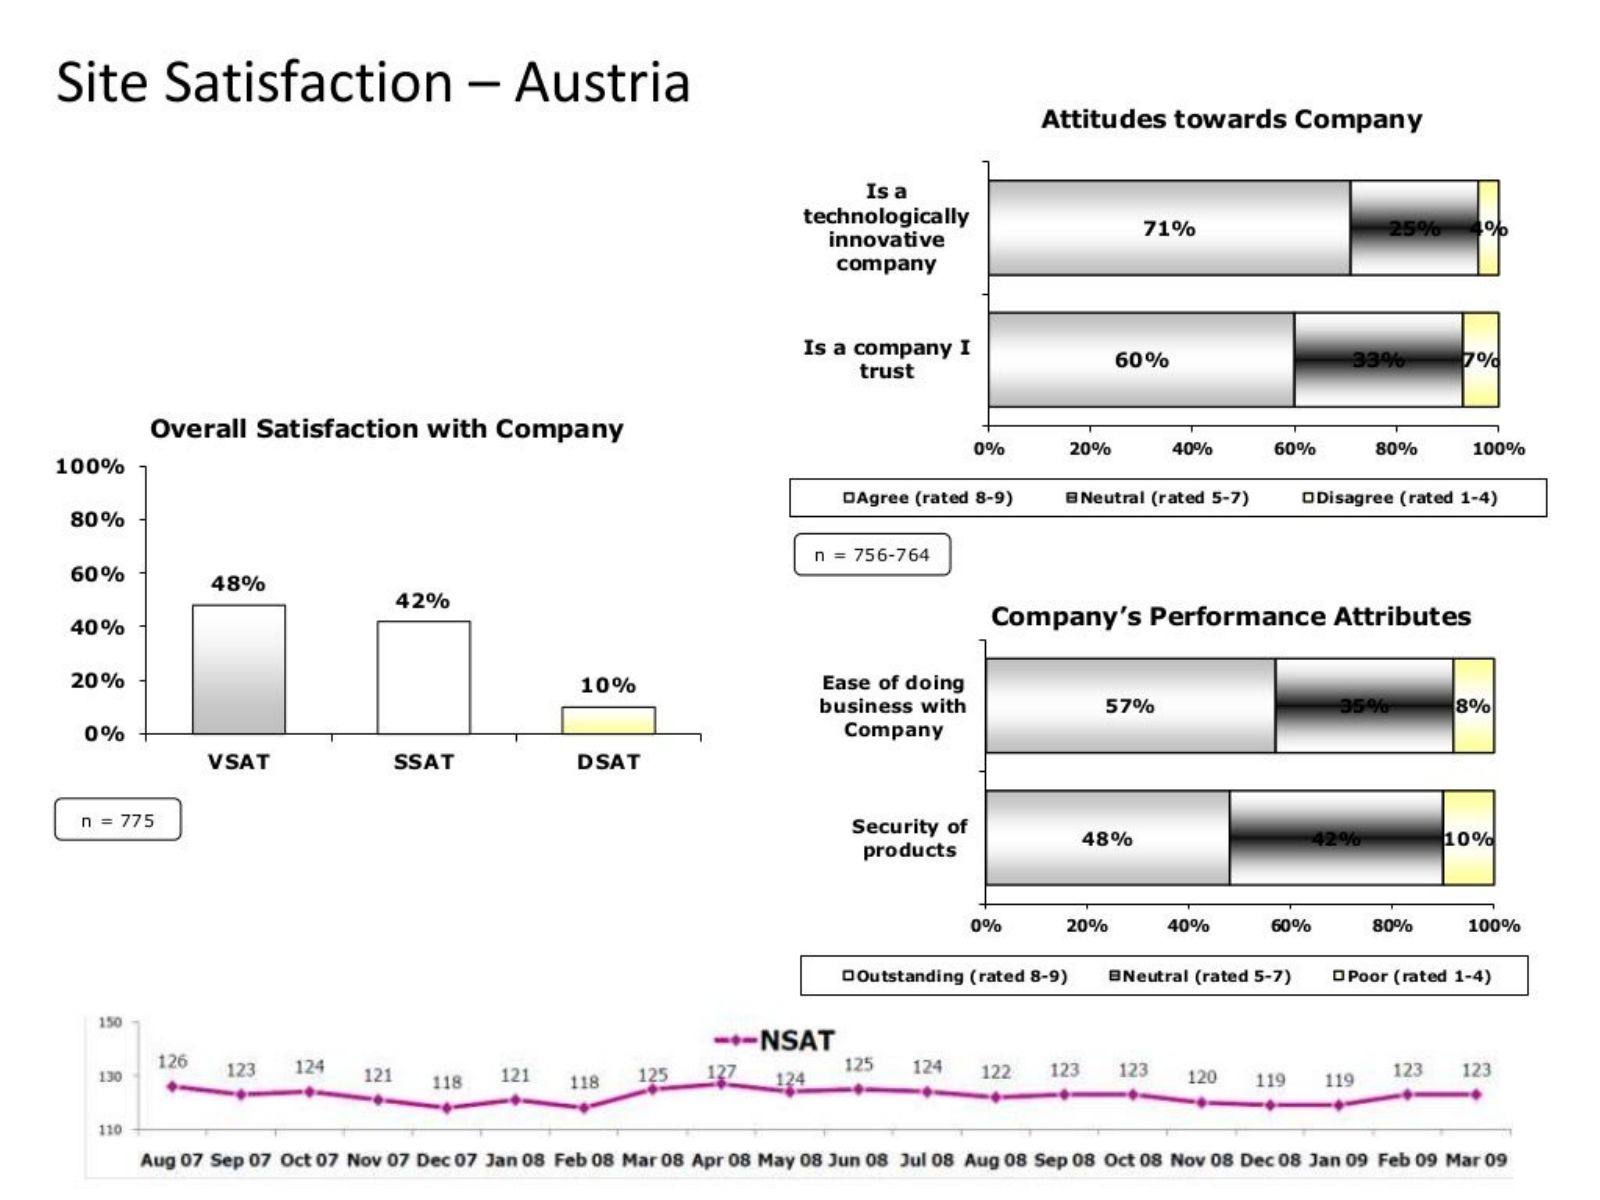 Site Satisfaction – Austria
Attitudes towards Company
Is a
technologically
innovative
company
71%
25%
4%
Is a company I
trust
60%
33%
7%
0%
20%
40%
60%
80%
100%
Agree (rated 8-9)
Neutral (rated 5-7)
Disagree (rated 1-4)
n = 756-764
Overall Satisfaction with Company
100%
80%
60%
40%
20%
0%
48%
42%
10%
VSAT
SSAT
DSAT
n = 775
Company’s Performance Attributes
Ease of doing
business with
Company
57%
35%
8%
Security of
products
48%
42%
10%
0%
20%
40%
60%
80%
100%
Outstanding (rated 8-9)
Neutral (rated 5-7)
Poor (rated 1-4)
NSAT
150
130
110
126
123
124
121
118
121
118
125
127
124
125
124
122
123
123
120
119
119
123
123
Aug 07
Sep 07
Oct 07
Nov 07
Dec 07
Jan 08
Feb 08
Mar 08
Apr 08
May 08
Jun 08
Jul 08
Aug 08
Sep 08
Oct 08
Nov 08
Dec 08
Jan 09
Feb 09
Mar 09